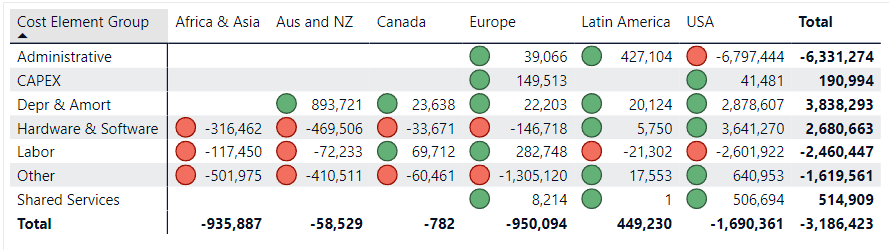 Cost Element Group Africa & Asia Aus and NZ Canada Europe Latin America USA Total
Administrative 39,066 427,104 -6,797,444 -6,331,274
CAPEX 149,513 41,481 190,994
Depr & Amort 893,721 23,638 22,203 20,124 2,878,607 3,838,293
Hardware & Software -316,462 -469,506 -33,671 -146,718 5,750 3,641,270 2,680,663
Labor -117,450 -72,233 69,712 282,748 -21,302 -2,601,922 -2,460,447
Other -501,975 -410,511 -60,461 -1,305,120 17,553 640,953 -1,619,561
Shared Services 8,214 1 506,694 514,909
Total -935,887 -58,529 -782 -950,094 449,230 -1,690,361 -3,186,423